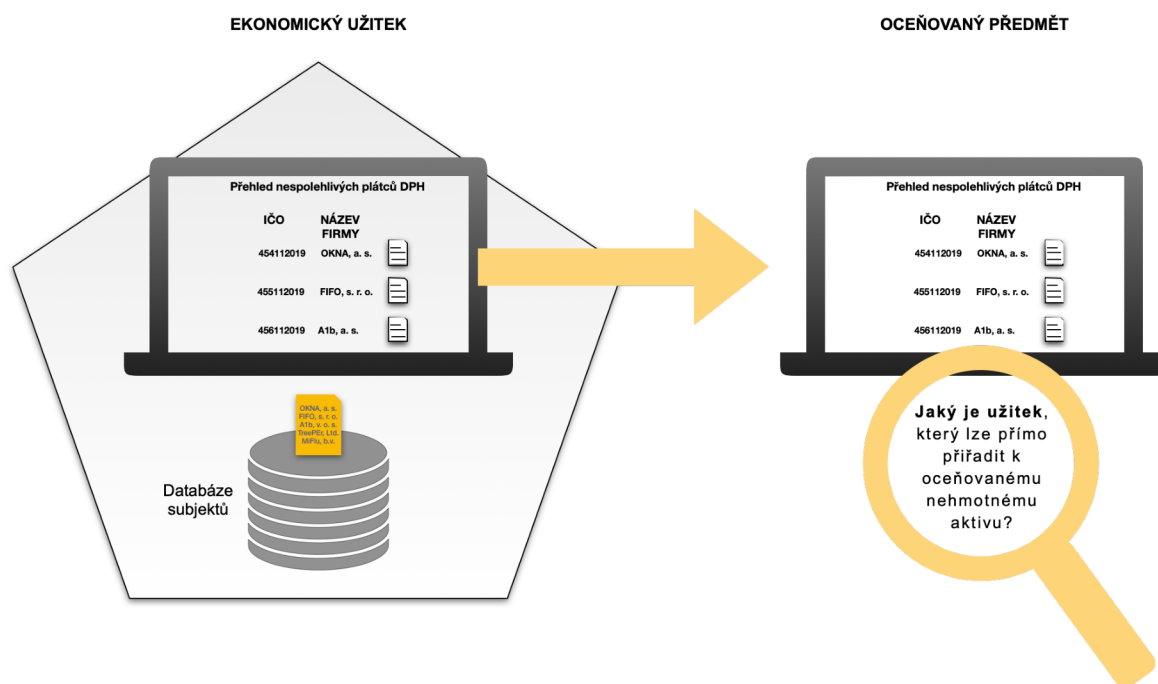 EKONOMICKÝ UŽITEK
OCEŇOVANÝ PŘEDMĚT
Přehled nespolehlivých plátců DPH
IČO NÁZEV
FIRMY
454112019 OKNA, a. s.
455112019 FIFO, s. r. o.
456112019 A1b, a. s.
OKNA, a. s.
FIFO, s. r. o.
A1b, v. o. s.
TreePEr, Ltd.
MiFlu, b.v.
Databáze
subjektů
Přehled nespolehlivých plátců DPH
IČO NÁZEV
FIRMY
454112019 OKNA, a. s.
455112019 FIFO, s. r. o.
456112019 A1b, a. s.
Jaký je užitek,
který lze přímo
přiřadit k
oceňovanému
nehmotnému
aktivu?